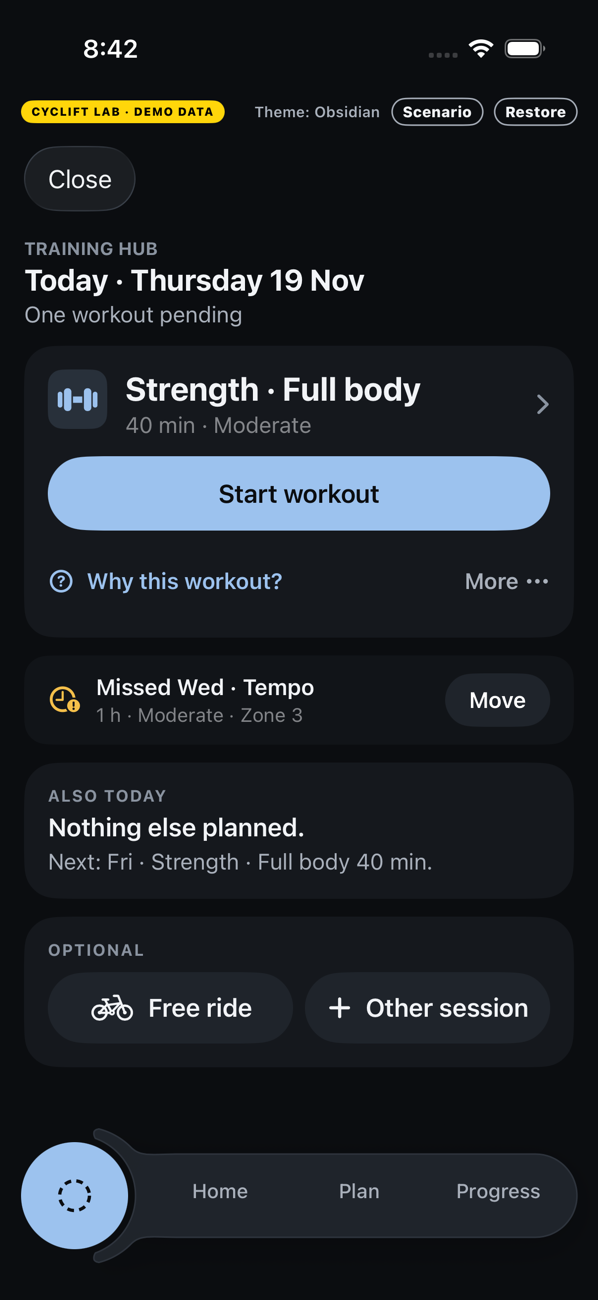 8:42
CYCLIFT LAB · DEMO DATA
Theme: Obsidian
Scenario
Restore
Close
TRAINING HUB
Today · Thursday 19 Nov
One workout pending
Strength · Full body
40 min · Moderate
Start workout
Why this workout?
More ···
Missed Wed · Tempo
1 h · Moderate · Zone 3
Move
ALSO TODAY
Nothing else planned.
Next: Fri · Strength · Full body 40 min.
OPTIONAL
Free ride
+ Other session
Home
Plan
Progress